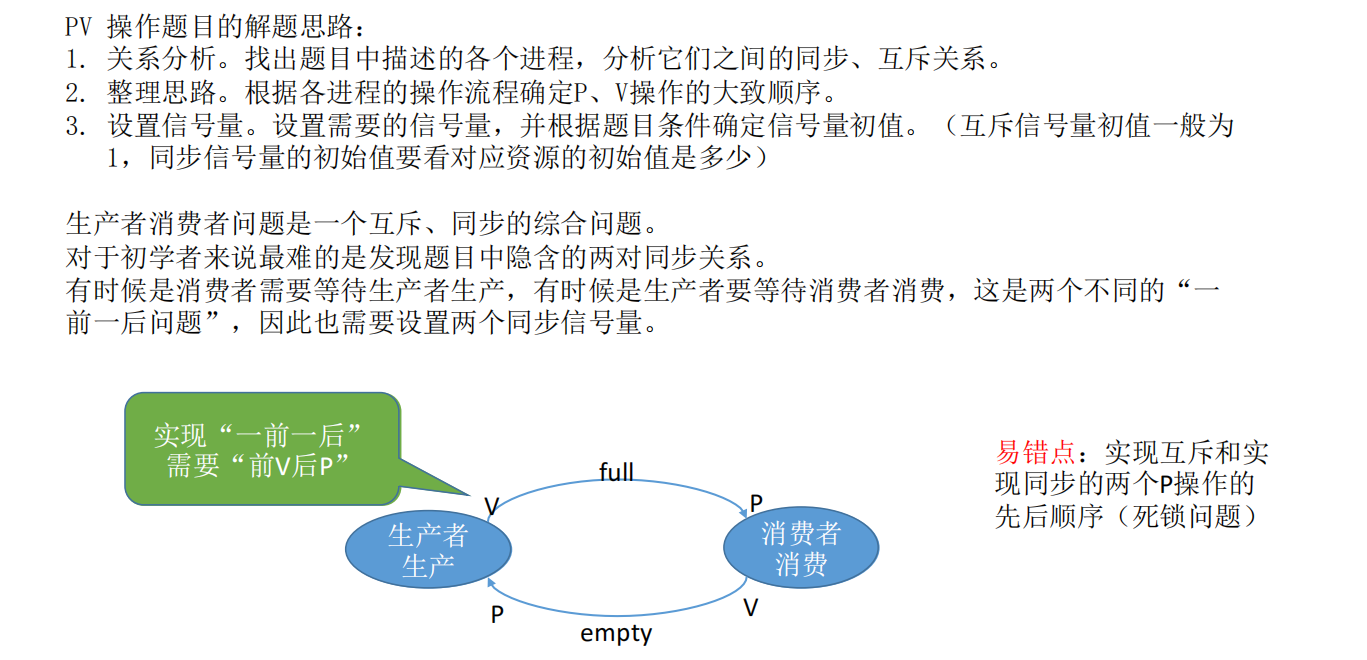 PV 操作题目的解题思路：
1. 关系分析。找出题目中描述的各个进程，分析它们之间的同步、互斥关系。
2. 整理思路。根据各进程的操作流程确定P、V操作的大致顺序。
3. 设置信号量。设置需要的信号量，并根据题目条件确定信号量初值。（互斥信号量初值一般为
1，同步信号量的初始值要看对应资源的初始值是多少）
生产者消费者问题是一个互斥、同步的综合问题。
对于初学者来说最难的是发现题目中隐含的两对同步关系。
有时候是消费者需要等待生产者生产，有时候是生产者要等待消费者消费，这是两个不同的“一
前一后问题”，因此也需要设置两个同步信号量。
实现“一前一后”
需要“前V后P”
full
V
P
生产者
生产
消费者
消费
P
V
empty
易错点：实现互斥和实
现同步的两个P操作的
先后顺序（死锁问题）